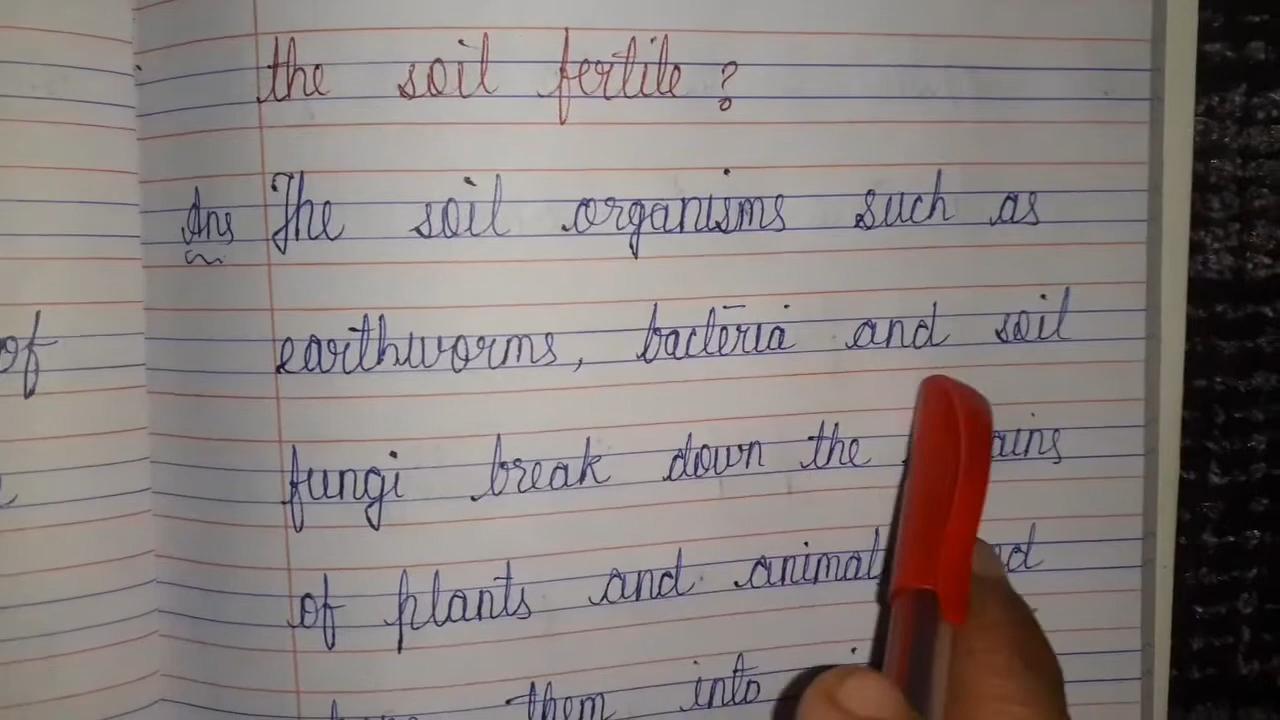 the soil fertile?
Ans The soil organisms such as
of earthworms, bacteria and soil
fungi break down the
of plants and animal
them into